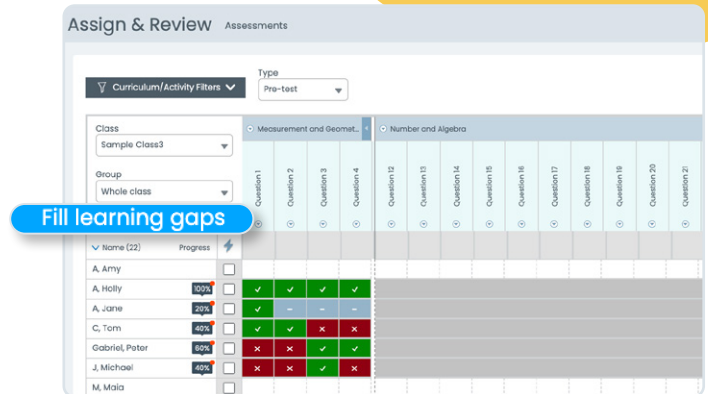 Assign & Review Assessments
Curriculum/Activity Filters
Type
Pre-test
Class
Sample Class3
Group
Whole class
Fill learning gaps
Measurement and Geomet..
Number and Algebra
Question 1
Question 2
Question 3
Question 4
Question 12
Question 13
Question 14
Question 15
Question 16
Question 17
Question 18
Question 19
Question 20
Question 21
Name (22) Progress
A, Amy
A, Holly 100%
A, Jane 20%
C, Tom 40%
Gabriel, Peter 60%
J, Michael 40%
M, Maia